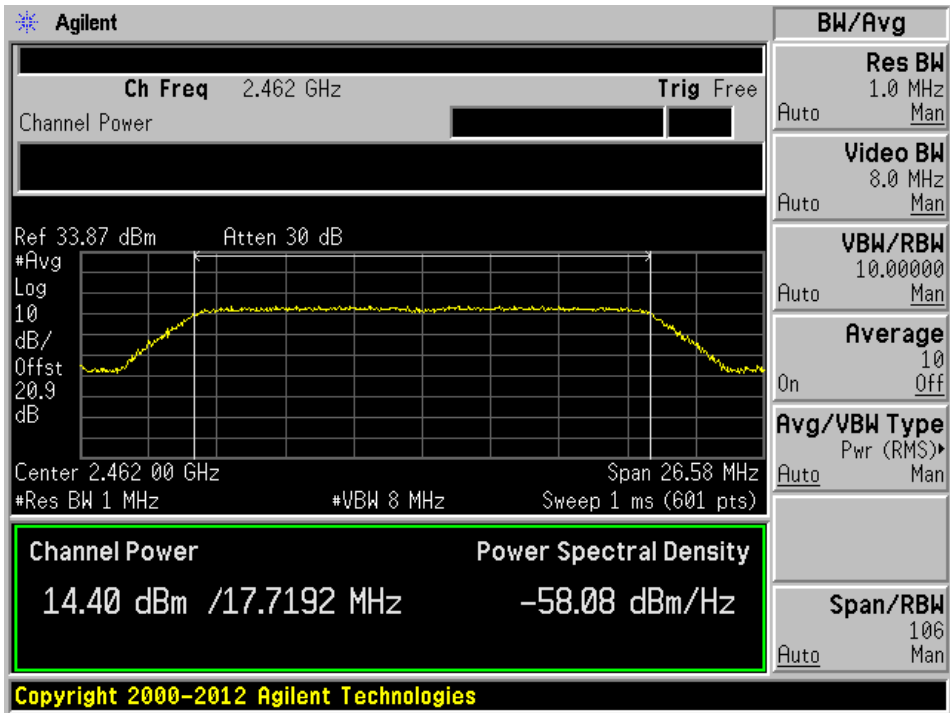 Agilent
BW/Avg
Ch Freq 2.462 GHz Trig Free
Channel Power
Ref 33.87 dBm Atten 30 dB
#Avg
Log
10
dB/
Offst
20.9
dB
Center 2.462 00 GHz Span 26.58 MHz
#Res BW 1 MHz #VBW 8 MHz Sweep 1 ms (601 pts)
Channel Power Power Spectral Density
14.40 dBm /17.7192 MHz -58.08 dBm/Hz
Res BW
1.0 MHz
Auto Man
Video BW
8.0 MHz
Auto Man
VBW/RBW
10.00000
Auto Man
Average
10
On Off
Avg/VBW Type
Pwr (RMS)▸
Auto Man
Span/RBW
106
Auto Man
Copyright 2000-2012 Agilent Technologies